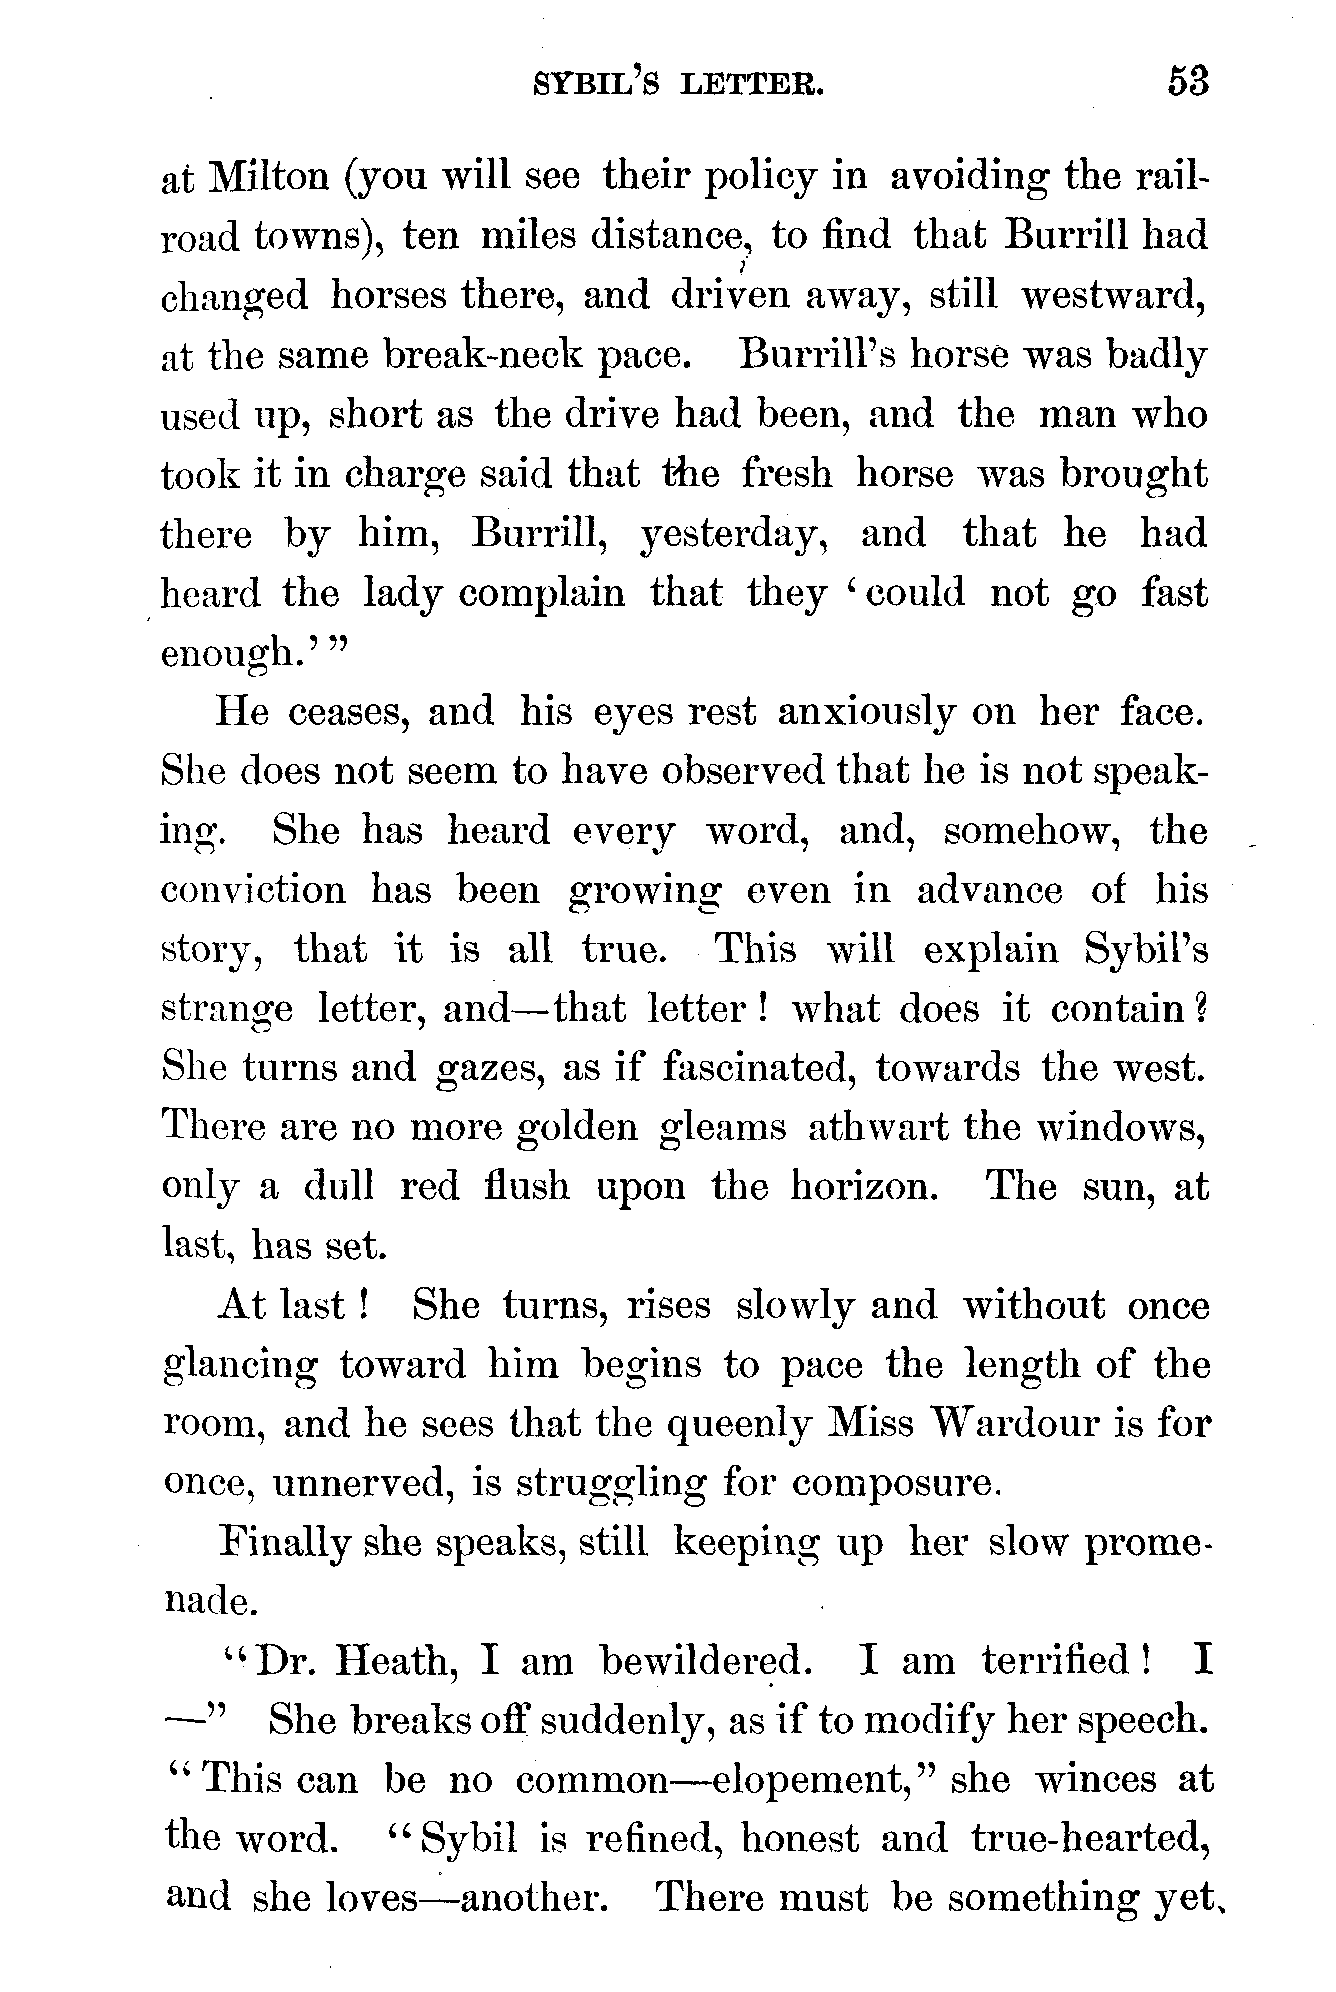 SYBIL'S LETTER. 53
at Milton (you will see their policy in avoiding the rail-
road towns), ten miles distance, to find that Burrill had
changed horses there, and driven away, still westward,
at the same break-neck pace. Burrill's horse was badly
used up, short as the drive had been, and the man who
took it in charge said that the fresh horse was brought
there by him, Burrill, yesterday, and that he had
heard the lady complain that they 'could not go fast
enough.'"
He ceases, and his eyes rest anxiously on her face.
She does not seem to have observed that he is not speak-
ing. She has heard every word, and, somehow, the
conviction has been growing even in advance of his
story, that it is all true. This will explain Sybil's
strange letter, and—that letter! what does it contain?
She turns and gazes, as if fascinated, towards the west.
There are no more golden gleams athwart the windows,
only a dull red flush upon the horizon. The sun, at
last, has set.
At last! She turns, rises slowly and without once
glancing toward him begins to pace the length of the
room, and he sees that the queenly Miss Wardour is for
once, unnerved, is struggling for composure.
Finally she speaks, still keeping up her slow prome-
nade.
"Dr. Heath, I am bewildered. I am terrified! I
—" She breaks off suddenly, as if to modify her speech.
"This can be no common—elopement," she winces at
the word. "Sybil is refined, honest and true-hearted,
and she loves—another. There must be something yet,